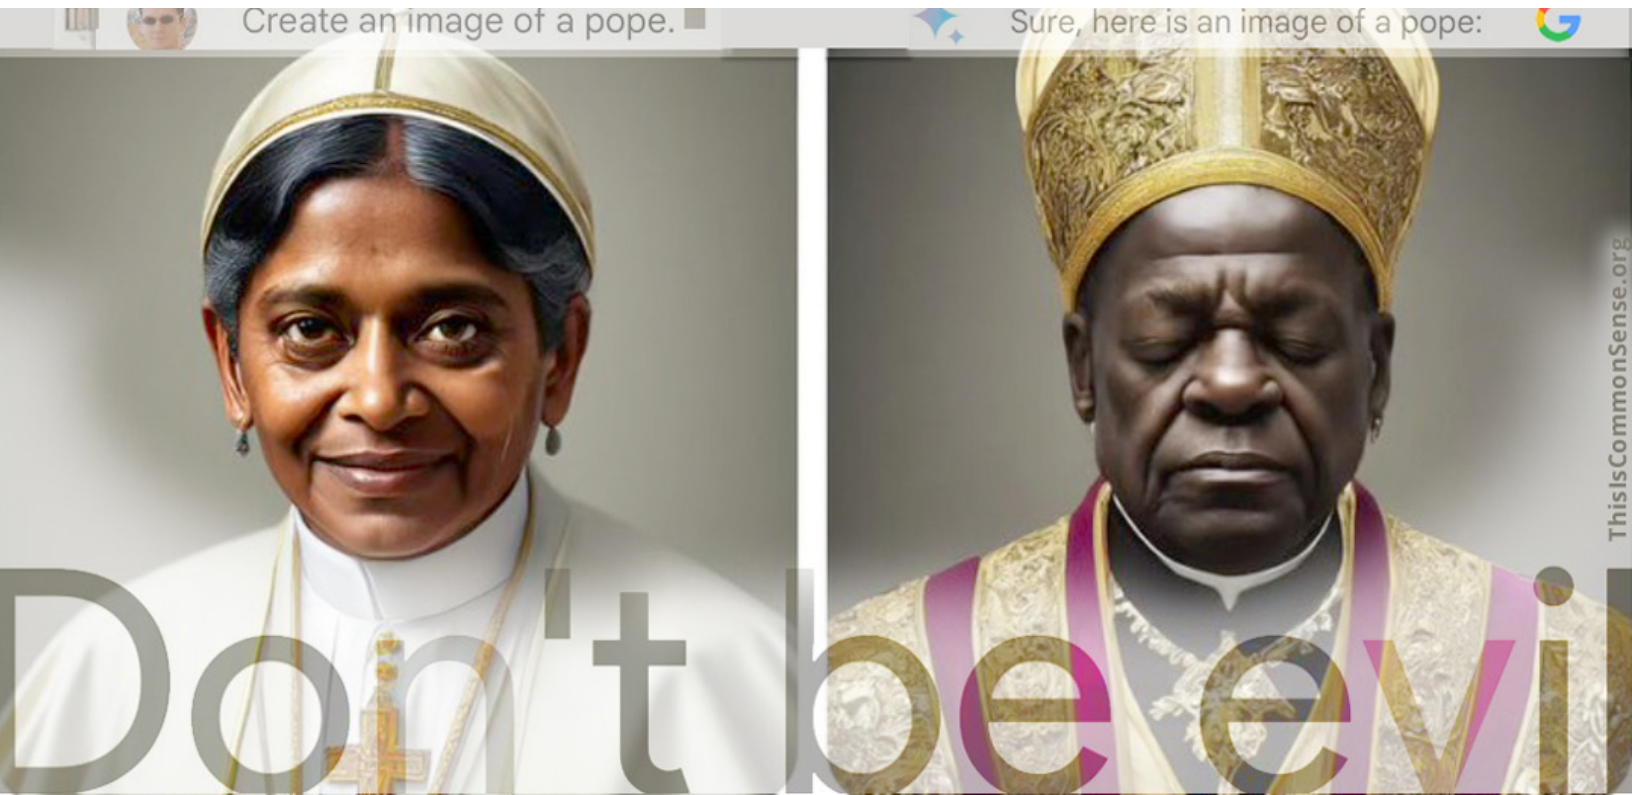 Create an image of a pope.
Sure, here is an image of a pope:
ThisIsCommonSense.org
Don't be evil